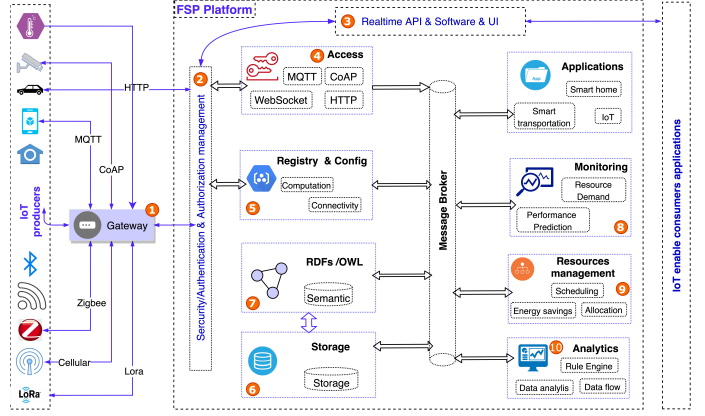 FSP Platform
3 Realtime API & Software & UI
IoT
producers
HTTP
MQTT
CoAP
1
Gateway
Zigbee
Cellular
Lora
LoRa
2
Sercurity/Authentication & Authorization management
4 Access
MQTT
CoAP
WebSocket
HTTP
Registry & Config
Computation
Connectivity
5
RDFs /OWL
Semantic
7
Storage
Storage
6
Message Broker
Applications
App
Smart home
Smart
transportation
IoT
Monitoring
Resource
Demand
Performance
Prediction
8
Resources
management
Scheduling
9
Energy savings
Allocation
10 Analytics
Rule Engine
Data analytis
Data flow
IoT enable consumers applications